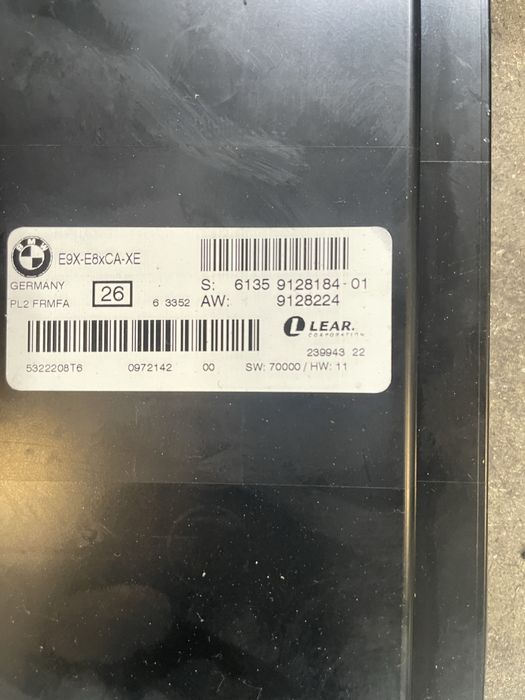 BMW
E9X-E8xCA-XE
GERMANY
PL2 FRMFA
26
6 3352
S: 6135 9128184-01
AW: 9128224
LEAR.
CORPORATION
239943 22
5322208T6 0972142 00 SW: 70000 / HW: 11